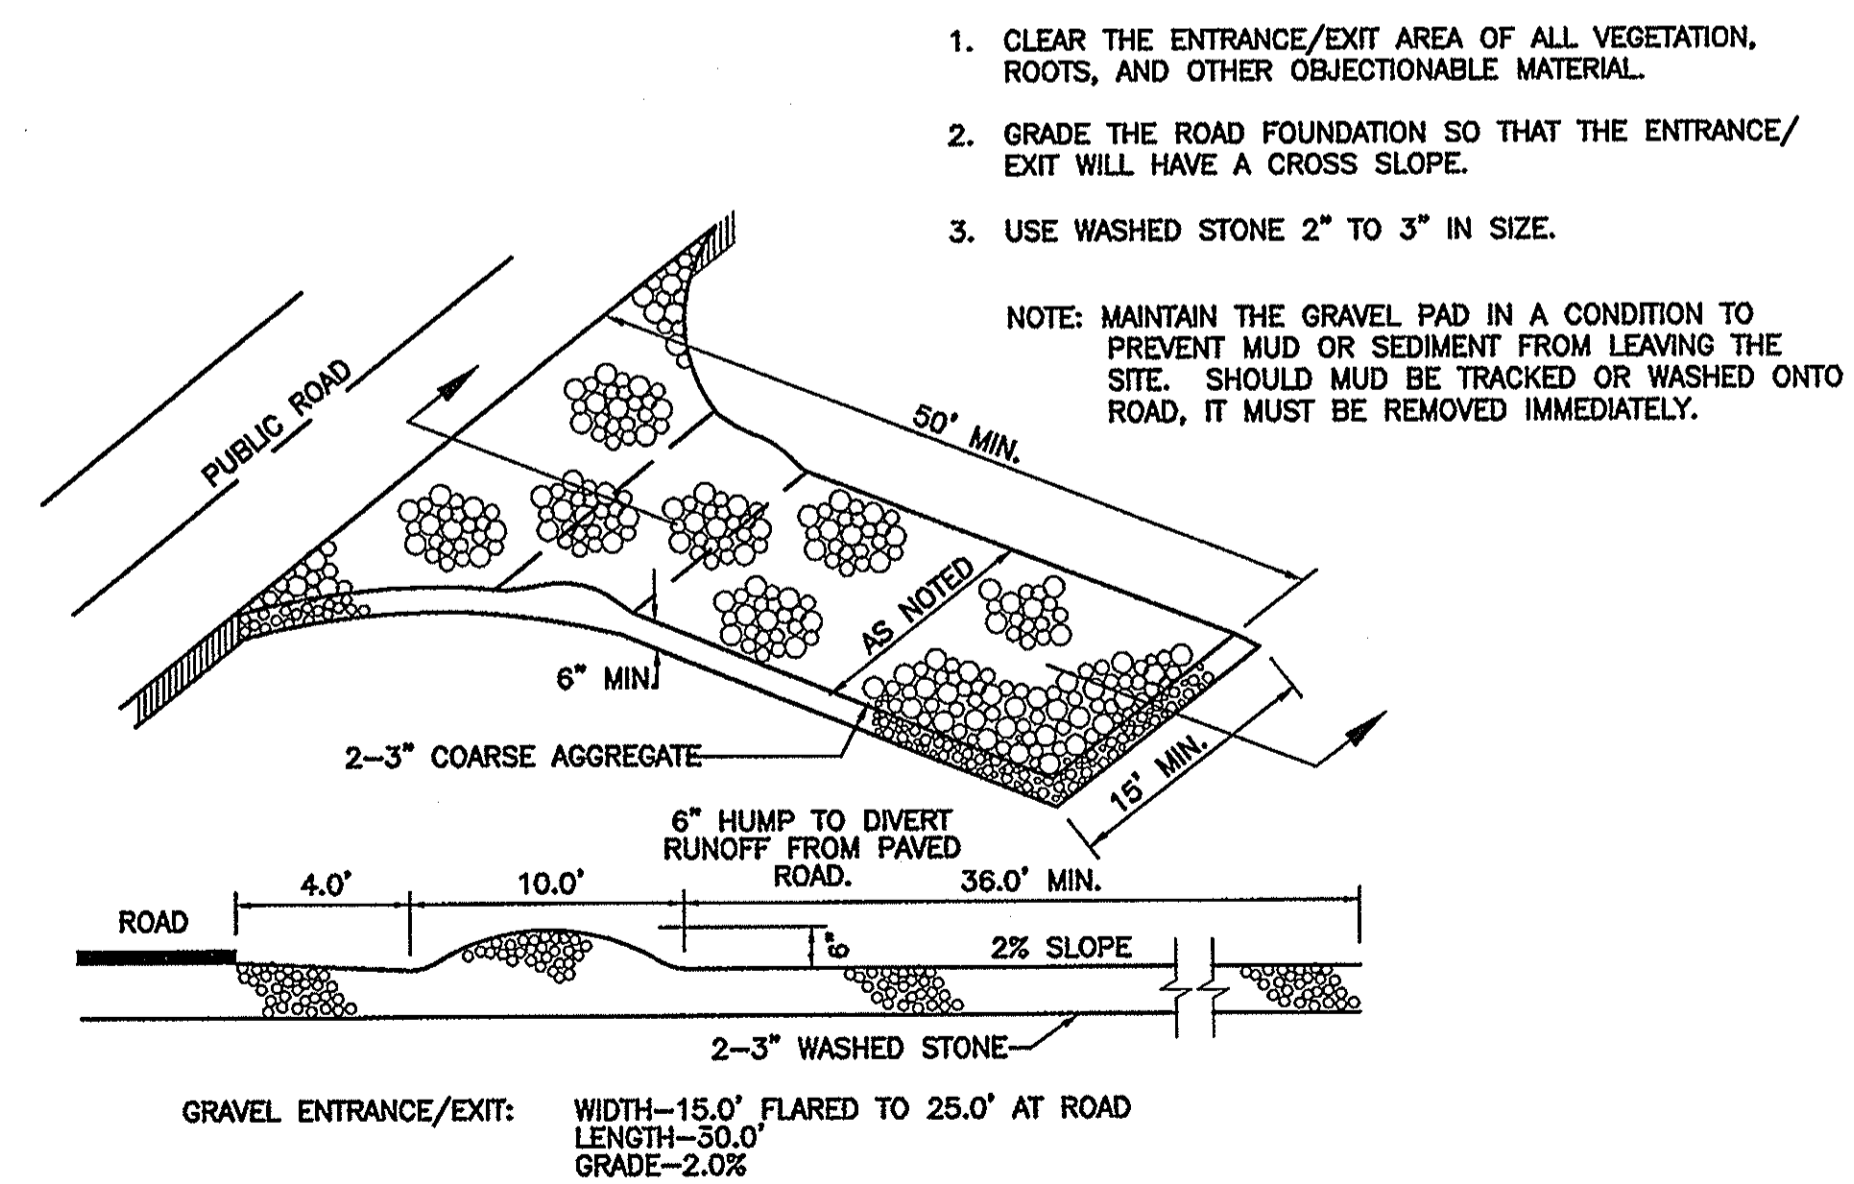 1. CLEAR THE ENTRANCE/EXIT AREA OF ALL VEGETATION,
ROOTS, AND OTHER OBJECTIONABLE MATERIAL.
2. GRADE THE ROAD FOUNDATION SO THAT THE ENTRANCE/
EXIT WILL HAVE A CROSS SLOPE.
3. USE WASHED STONE 2" TO 3" IN SIZE.
NOTE: MAINTAIN THE GRAVEL PAD IN A CONDITION TO
PREVENT MUD OR SEDIMENT FROM LEAVING THE
SITE. SHOULD MUD BE TRACKED OR WASHED ONTO
ROAD, IT MUST BE REMOVED IMMEDIATELY.
PUBLIC ROAD
50' MIN.
AS NOTED
6" MIN.
2-3" COARSE AGGREGATE
15' MIN.
6" HUMP TO DIVERT
RUNOFF FROM PAVED
ROAD.
4.0'
10.0'
36.0' MIN.
ROAD
6"
2% SLOPE
2-3" WASHED STONE
GRAVEL ENTRANCE/EXIT: WIDTH-15.0' FLARED TO 25.0' AT ROAD
LENGTH-30.0'
GRADE-2.0%